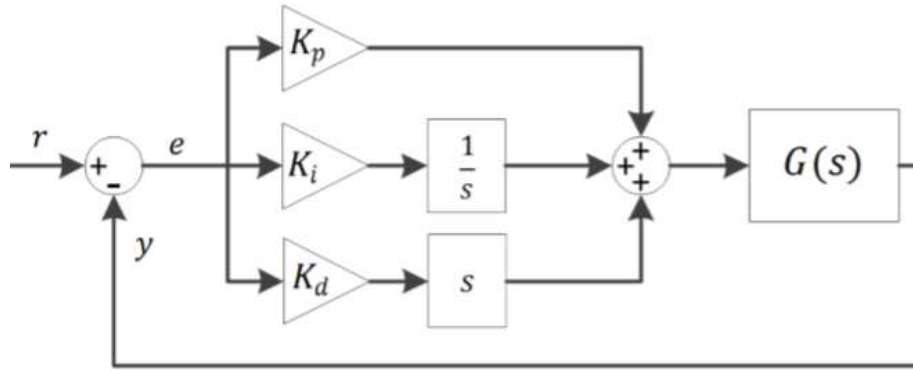 K_p
r
+
-
e
K_i
1
s
+
+
+
G(s)
y
K_d
s